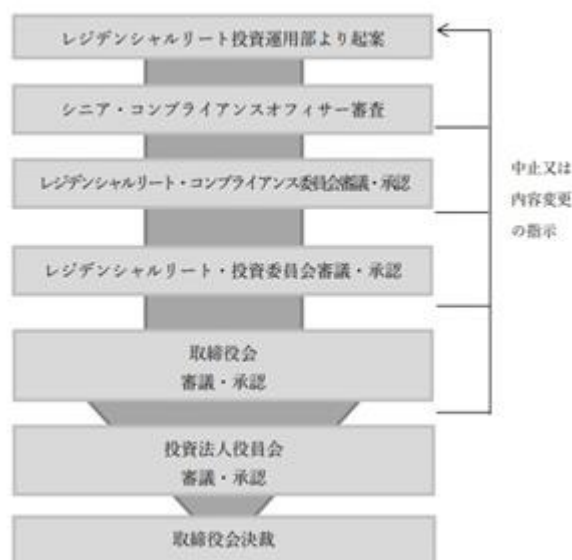 レジデンシャルリート投資運用部より起案
シニア・コンプライアンスオフィサー審査
レジデンシャルリート・コンプライアンス委員会審議・承認
レジデンシャルリート・投資委員会審議・承認
取締役会
審議・承認
投資法人役員会
審議・承認
取締役会決裁
中止又は
内容変更
の指示